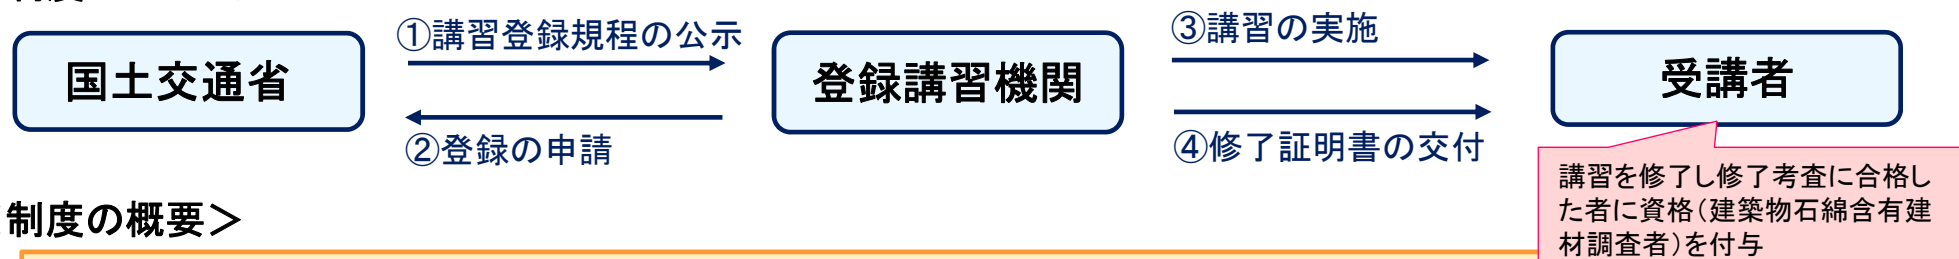 国土交通省
①講習登録規程の公示
②登録の申請
登録講習機関
③講習の実施
④修了証明書の交付
受講者
講習を修了し修了考査に合格し
た者に資格(建築物石綿含有建
材調査者)を付与
制度の概要＞